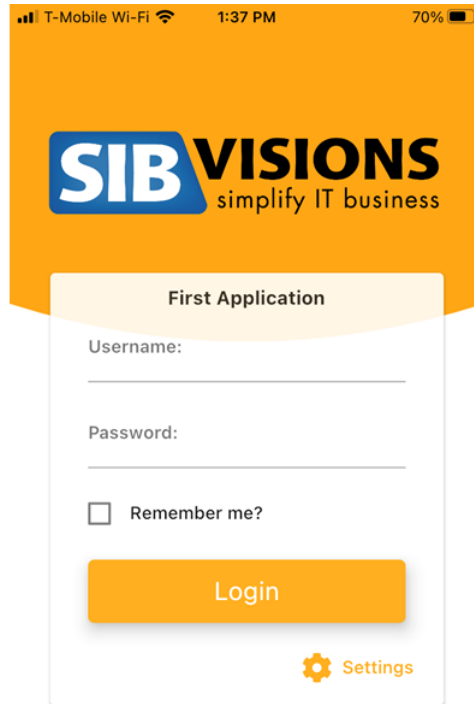 T-Mobile Wi-Fi 1:37 PM 70%
SIB VISIONS
simplify IT business
First Application
Username:
Password:
Remember me?
Login
Settings